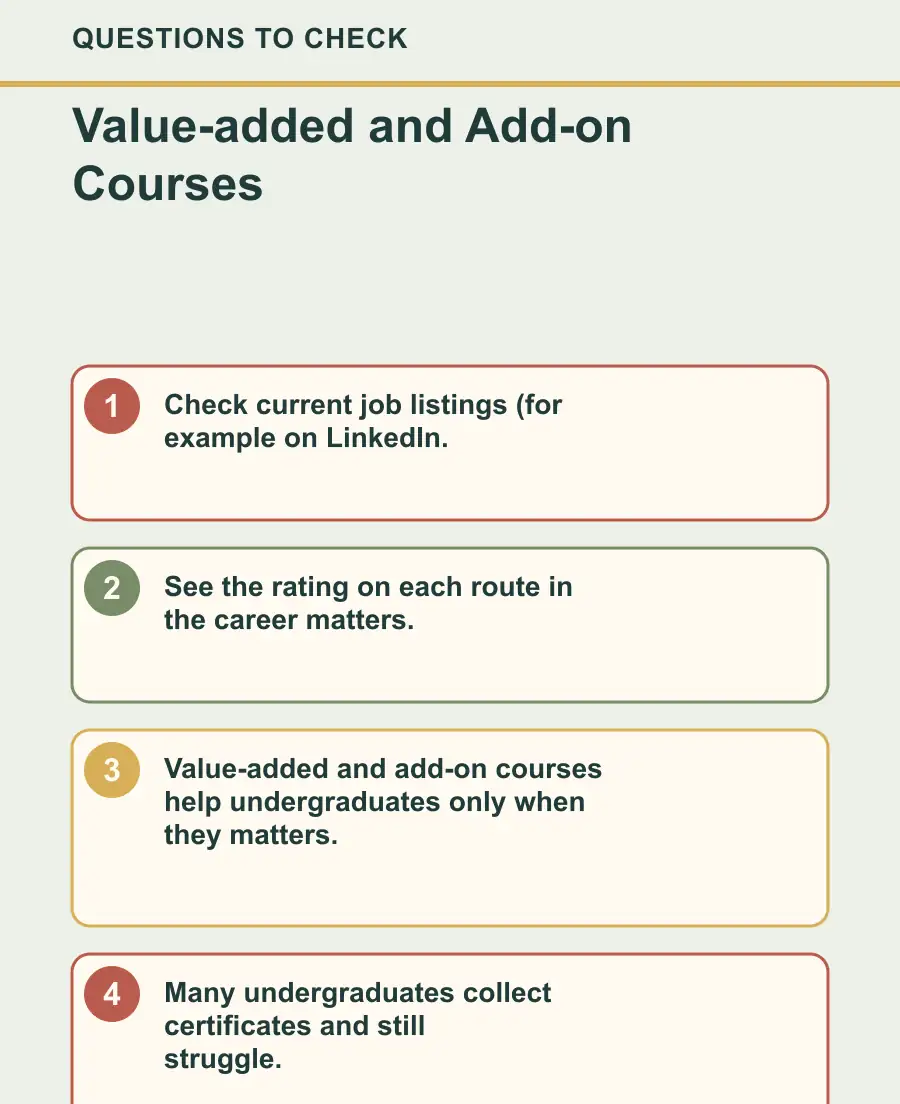 QUESTIONS TO CHECK
Value-added and Add-on
Courses
1
Check current job listings (for
example on LinkedIn.
2
See the rating on each route in
the career matters.
3
Value-added and add-on courses
help undergraduates only when
they matters.
4
Many undergraduates collect
certificates and still
struggle.